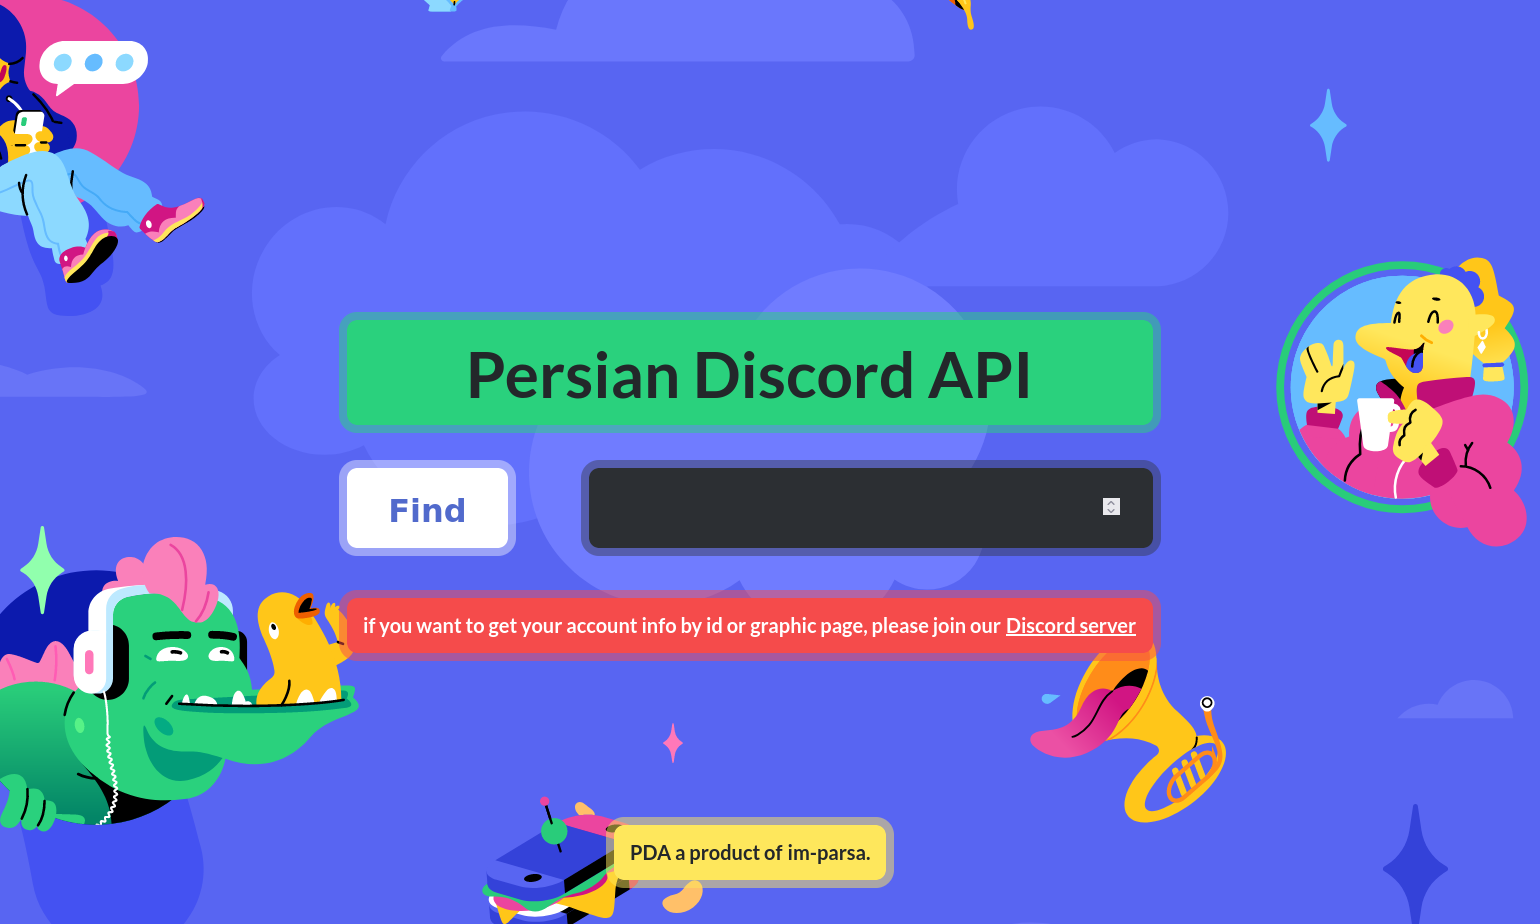 Persian Discord API
Find
if you want to get your account info by id or graphic page, please join our Discord server
PDA a product of im-parsa.